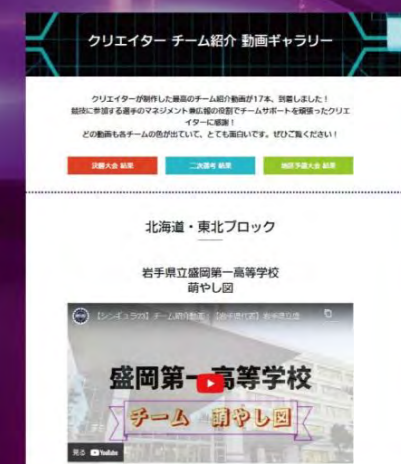 クリエイター チーム紹介 動画ギャラリー
クリエイターが制作した最高のチーム紹介動画が17本、到着しました！
競技に参加する選手のマネジメント兼広報の役割でチームサポートを頑張ったクリエ
イターに感謝！
どの動画も各チームの色が出ていて、とても面白いです。ぜひご覧ください！
決勝大会 結果
二次選考 結果
地区予選大会 結果
北海道・東北ブロック
岩手県立盛岡第一高等学校
萌やし図
チーム紹介動画
盛岡第一高等学校
チーム 萌やし図
見る YouTube